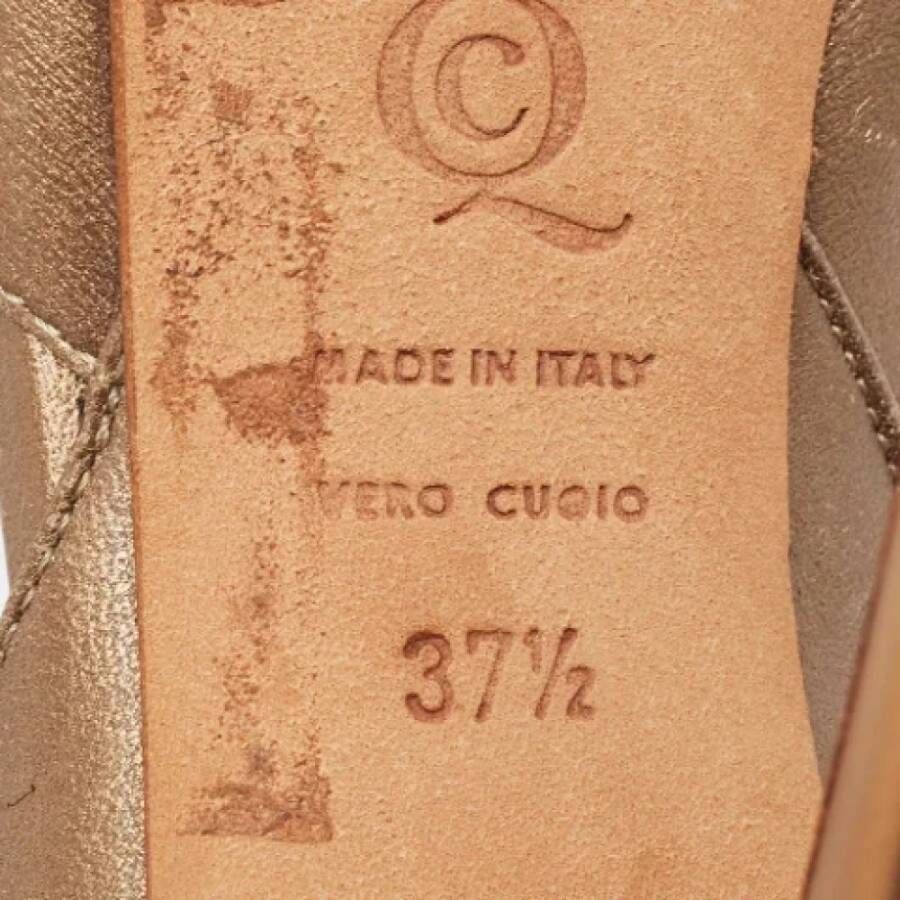 MADE IN ITALY
VERO CUOIO
37½